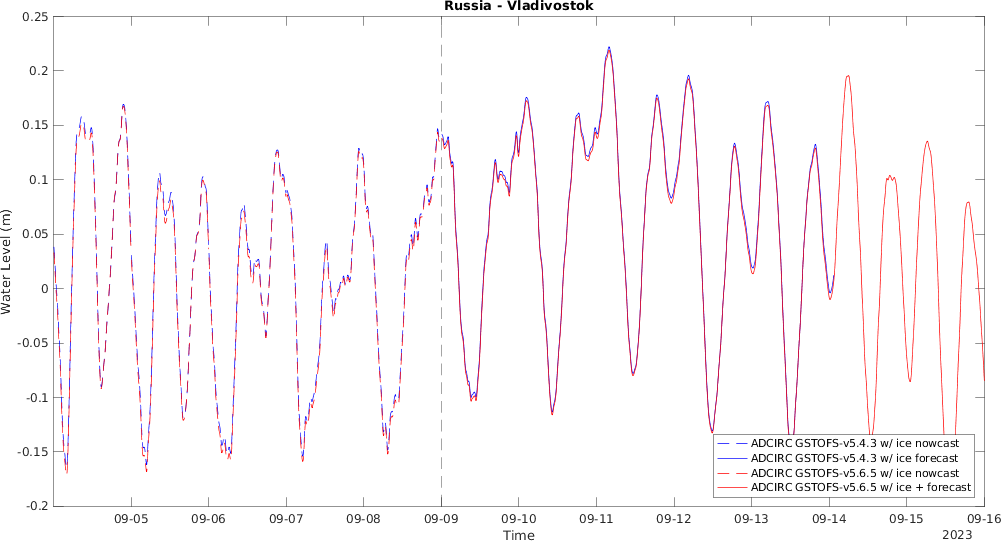 Russia - Vladivostok
0.25
0.2
0.15
0.1
0.05
0
-0.05
-0.1
-0.15
-0.2
Water Level (m)
ADCIRC GSTOFS-v5.4.3 w/ ice nowcast
ADCIRC GSTOFS-v5.4.3 w/ ice forecast
ADCIRC GSTOFS-v5.6.5 w/ ice nowcast
ADCIRC GSTOFS-v5.6.5 w/ ice + forecast
09-05 09-06 09-07 09-08 09-09 09-10 09-11 09-12 09-13 09-14 09-15 09-16
Time
2023